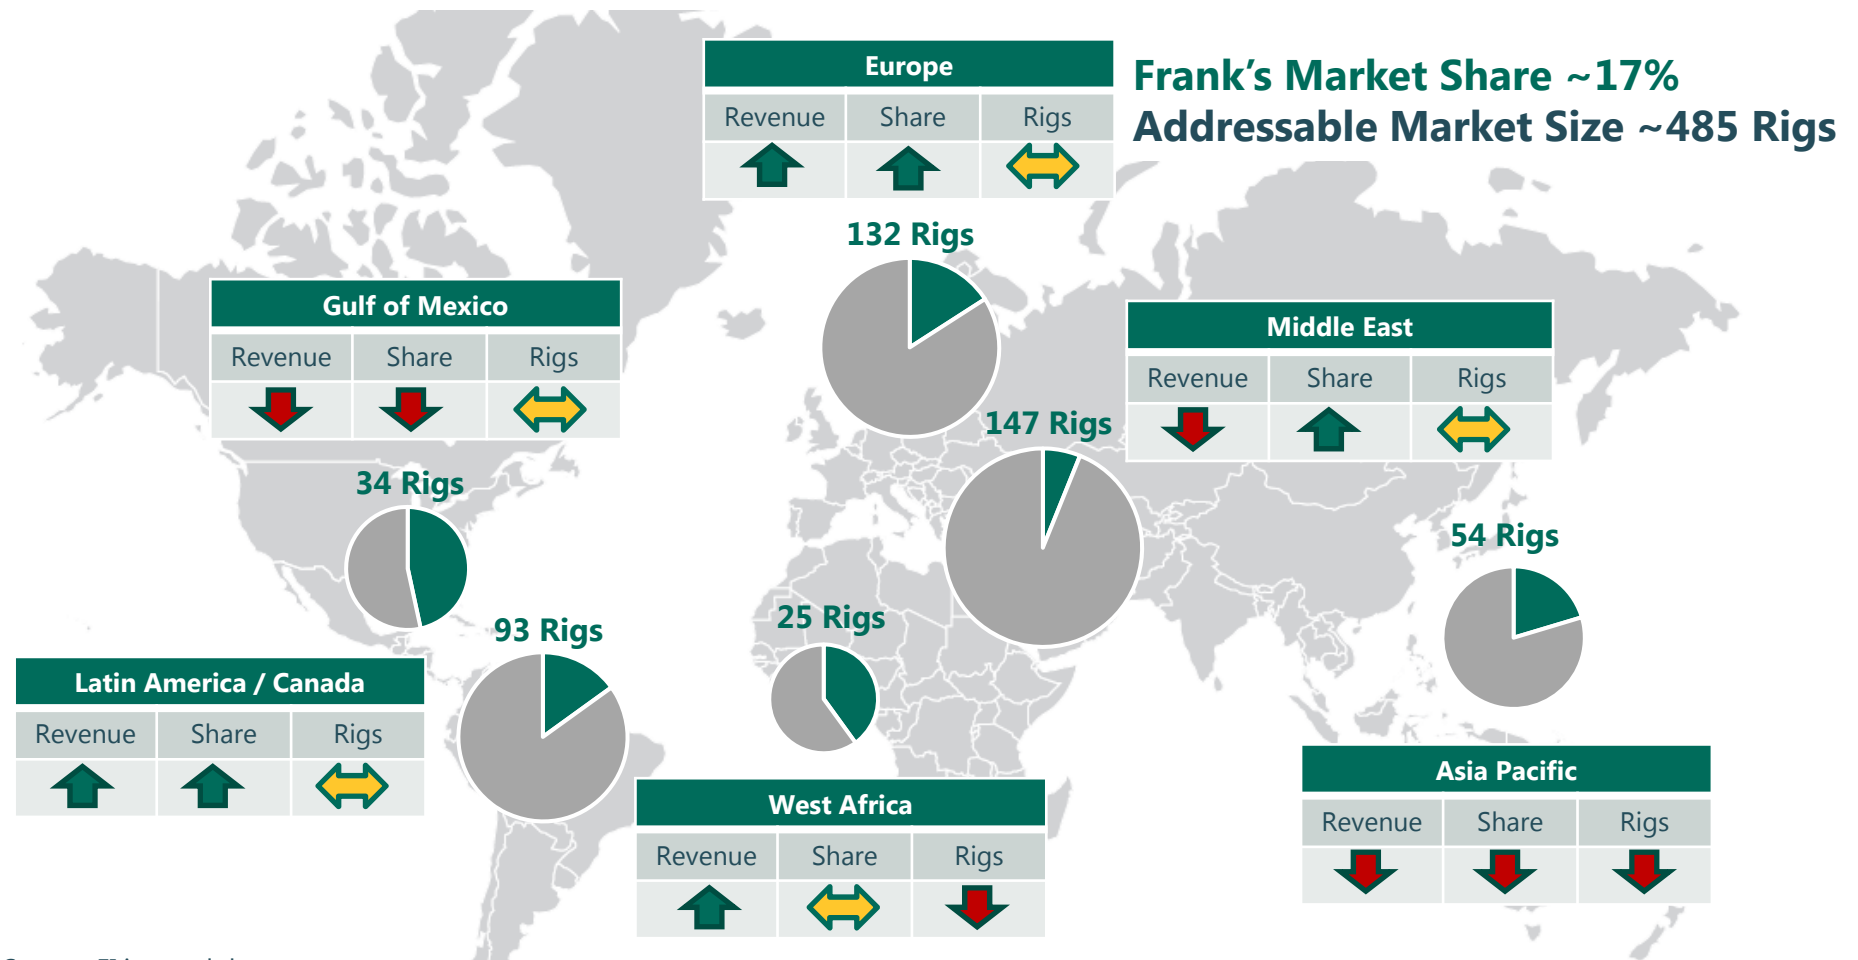 Frank's Market Share ~17%
Addressable Market Size ~485 Rigs
Europe
Revenue Share Rigs
132 Rigs
Gulf of Mexico
Revenue Share Rigs
34 Rigs
Middle East
Revenue Share Rigs
147 Rigs
54 Rigs
93 Rigs
25 Rigs
Latin America / Canada
Revenue Share Rigs
West Africa
Revenue Share Rigs
Asia Pacific
Revenue Share Rigs